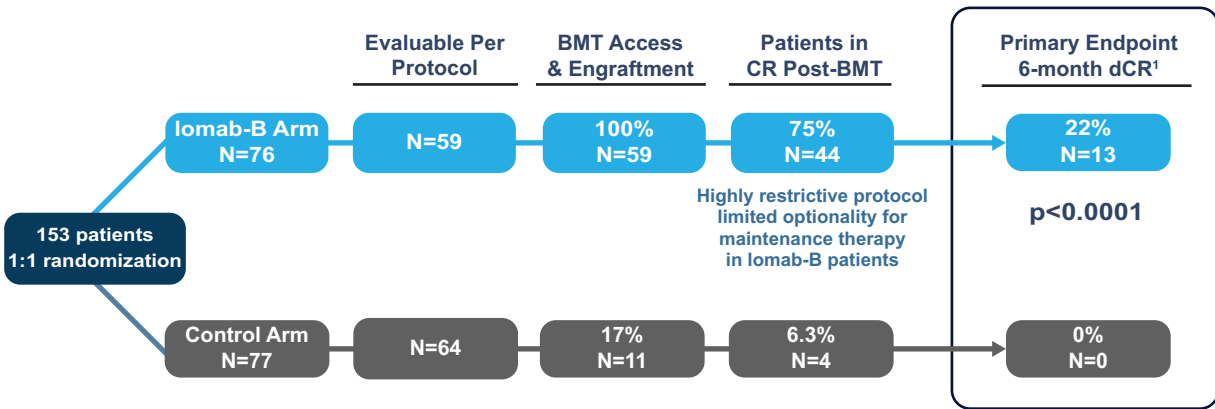 Evaluable Per
Protocol
BMT Access
& Engraftment
Patients in
CR Post-BMT
Primary Endpoint
6-month dCR¹
Iomab-B Arm
N=76
N=59
100%
N=59
75%
N=44
22%
N=13
Highly restrictive protocol
limited optionality for
maintenance therapy
in Iomab-B patients
p<0.0001
153 patients
1:1 randomization
Control Arm
N=77
N=64
17%
N=11
6.3%
N=4
0%
N=0